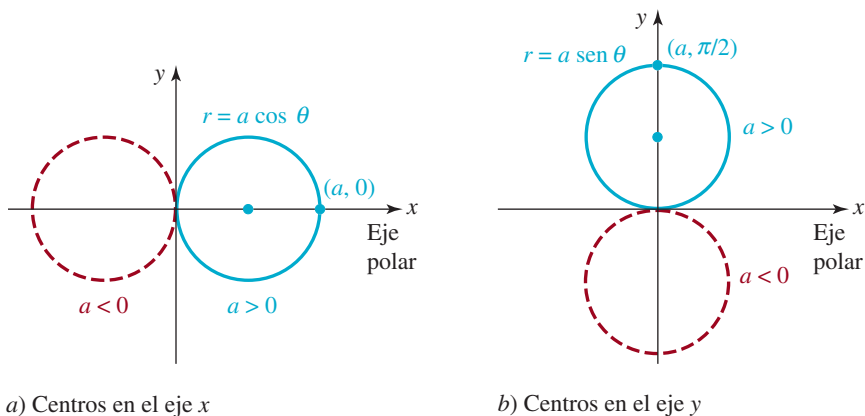 y
r = a cos θ
(a, 0)
x
Eje
polar
a < 0
a > 0
a) Centros en el eje x
y
r = a sen θ
(a, π/2)
a > 0
x
Eje
polar
a < 0
b) Centros en el eje y